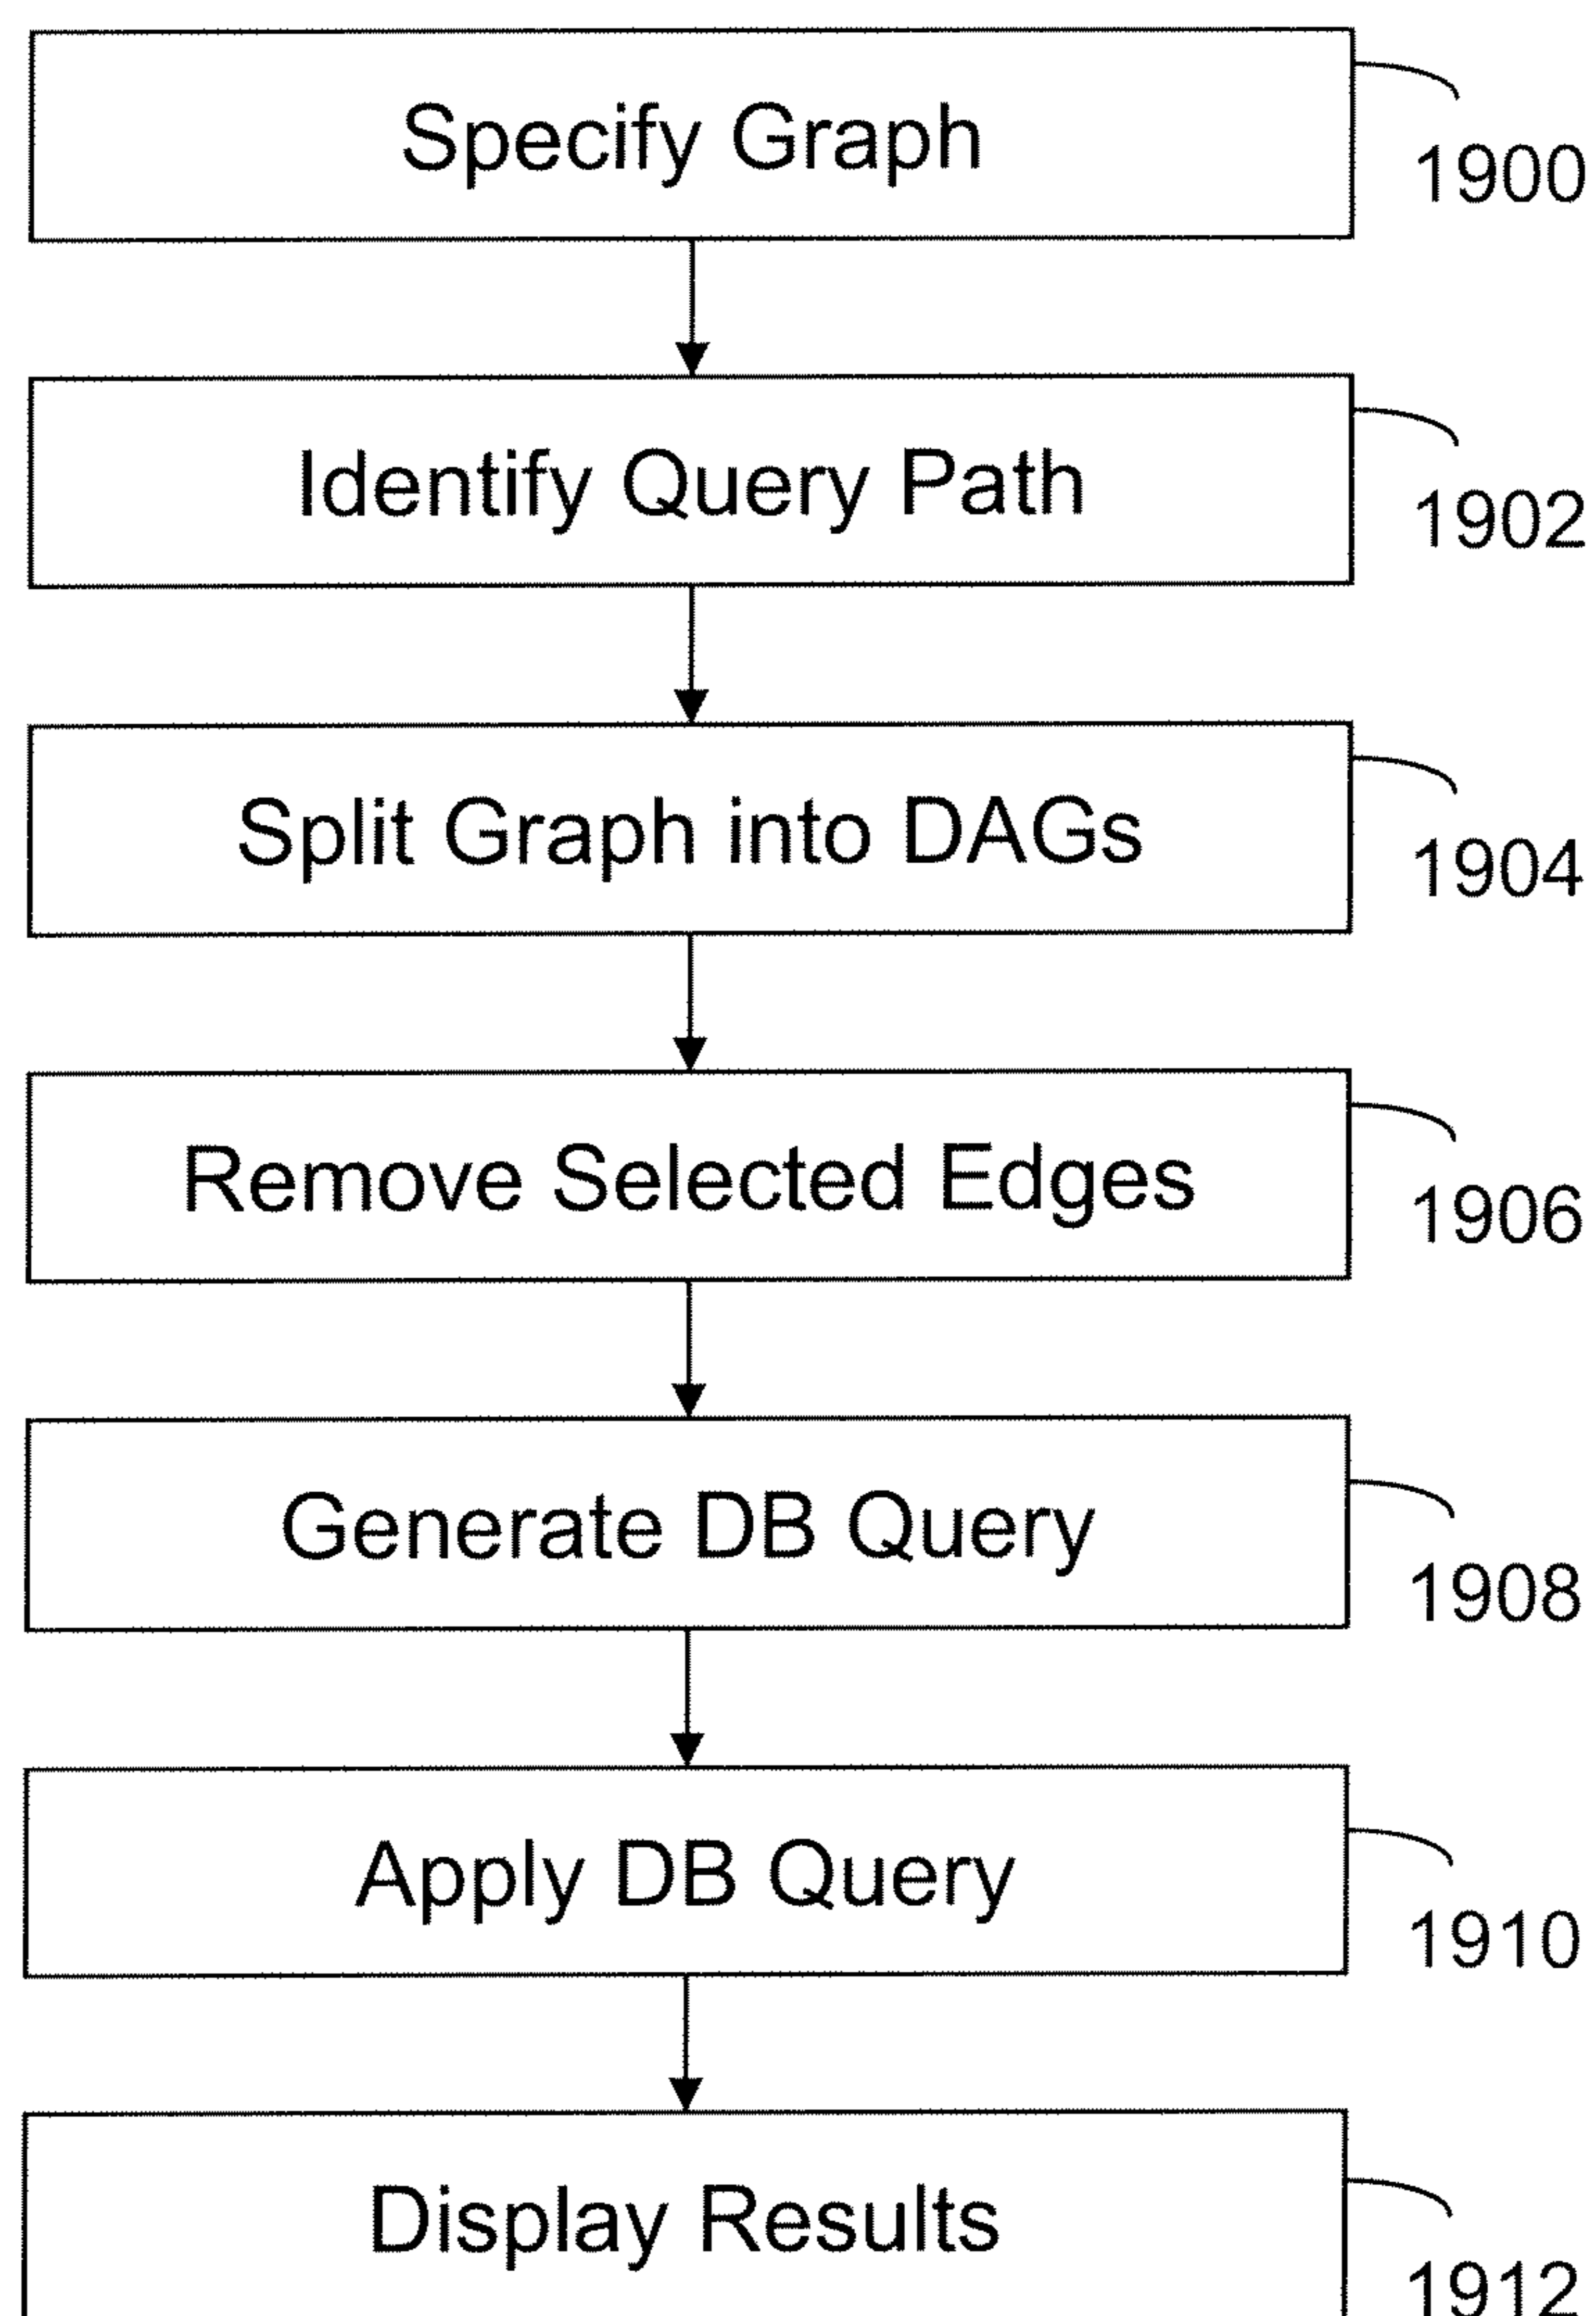 Specify Graph
1900
Identify Query Path
1902
Split Graph into DAGs
1904
Remove Selected Edges
1906
Generate DB Query
1908
Apply DB Query
1910
Display Results
1912